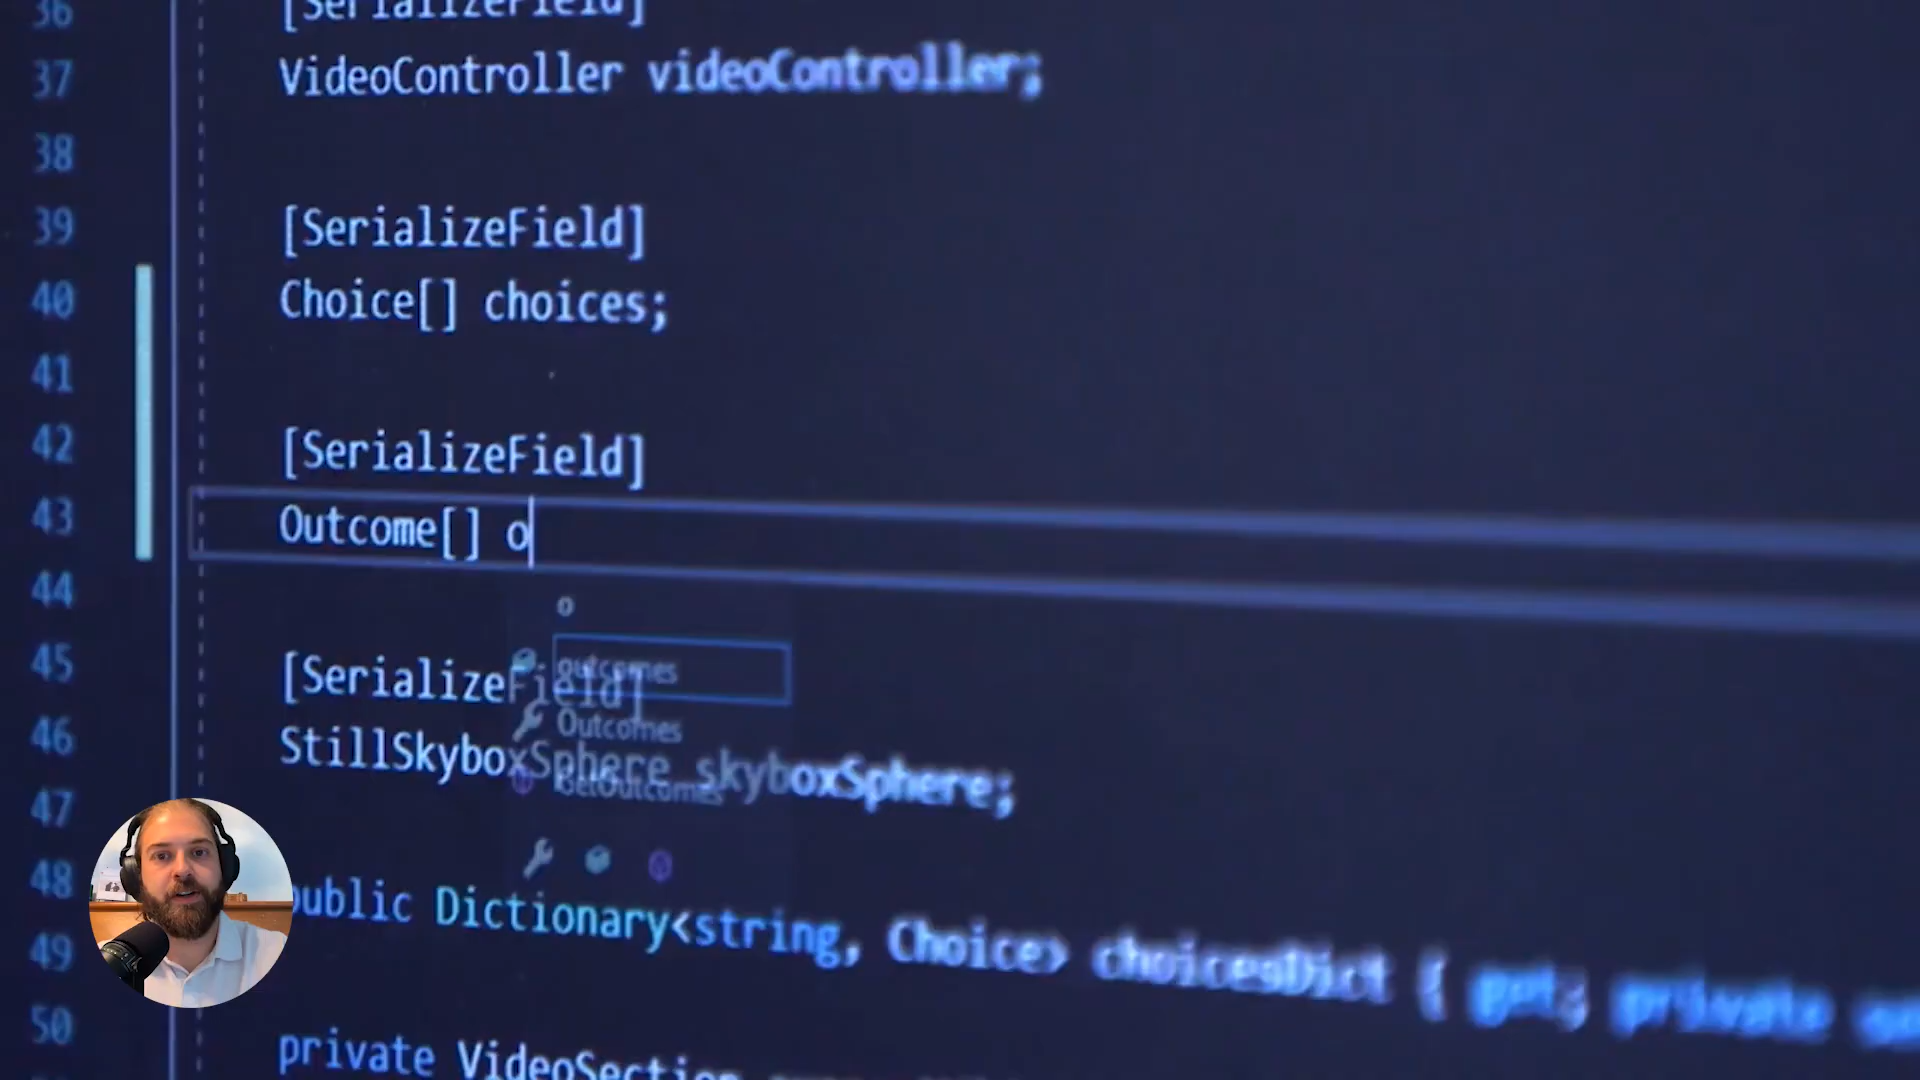 36 [SerializeField]
37 VideoController videoController;
38
39 [SerializeField]
40 Choice[] choices;
41
42 [SerializeField]
43 Outcome[] o
44
o
45 [SerializeField]
outcomes
Outcomes
46 StillSkyboxSphere skyboxSphere;
GetOutcomes
47
48 public Dictionary<string, Choice> choicesDict { get; private
49
50 private VideoSection